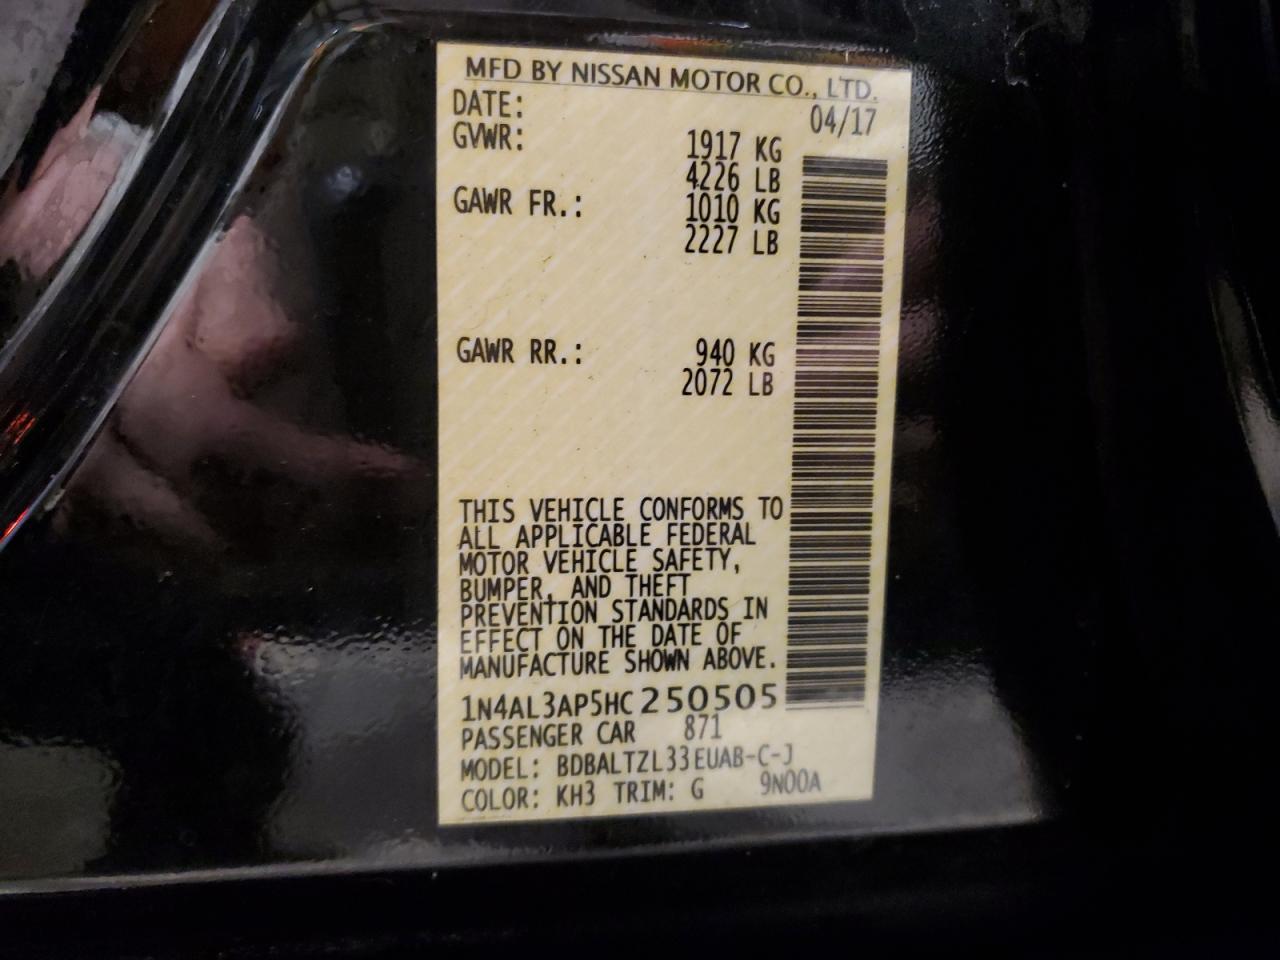 MFD BY NISSAN MOTOR CO., LTD.
DATE: 04/17
GVWR: 1917 KG
4226 LB
GAWR FR.: 1010 KG
2227 LB
GAWR RR.: 940 KG
2072 LB
THIS VEHICLE CONFORMS TO
ALL APPLICABLE FEDERAL
MOTOR VEHICLE SAFETY,
BUMPER, AND THEFT
PREVENTION STANDARDS IN
EFFECT ON THE DATE OF
MANUFACTURE SHOWN ABOVE.
1N4AL3AP5HC250505
PASSENGER CAR 871
MODEL: BDBALTZL33EUAB-C-J
COLOR: KH3 TRIM: G 9N00A